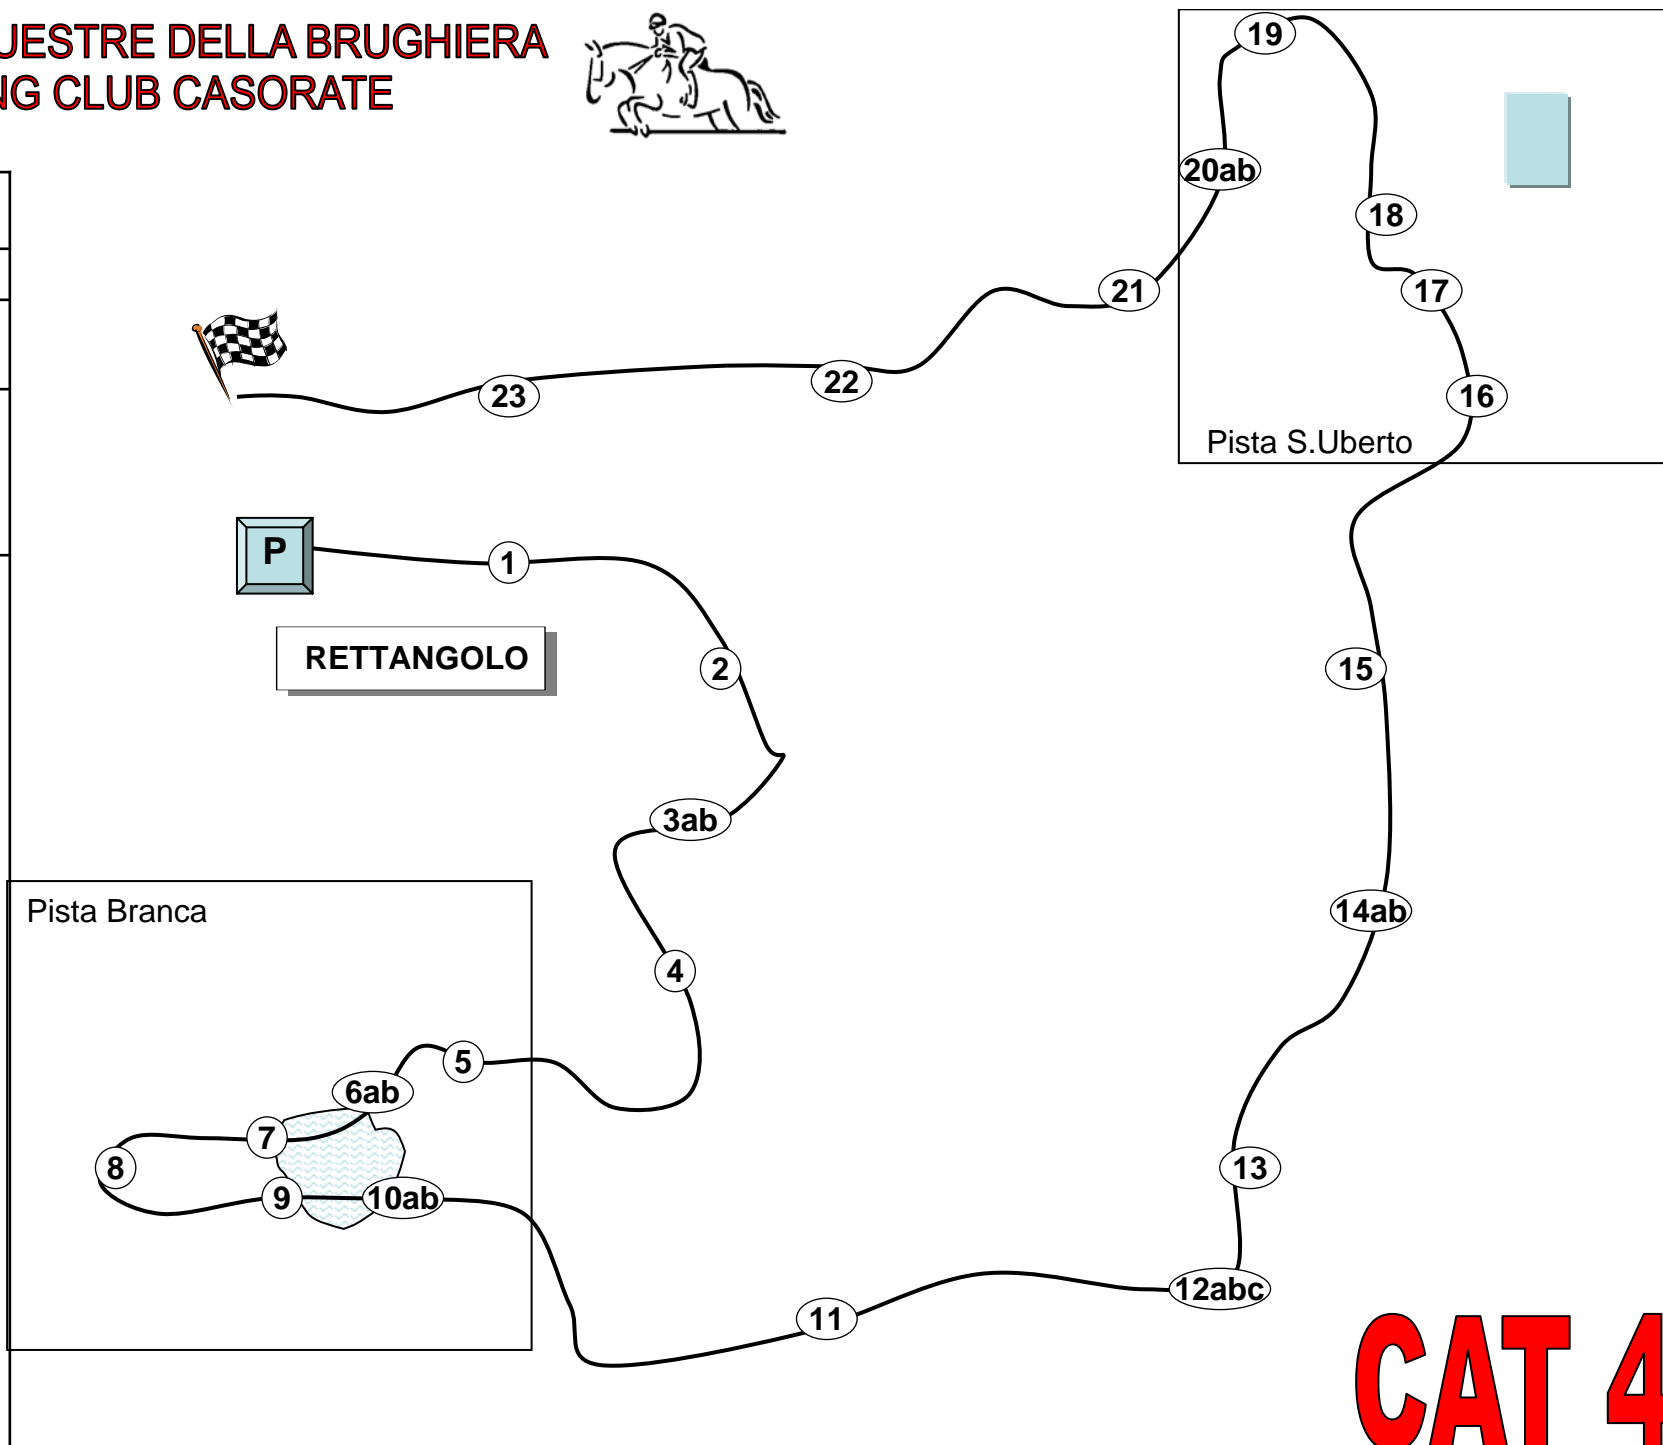 UESTRE DELLA BRUGHIERA
NG CLUB CASORATE
19
20ab
18
21
17
22
16
23
Pista S.Uberto
P
1
RETTANGOLO
2
15
3ab
Pista Branca
14ab
4
5
6ab
7
8
13
9
10ab
12abc
11
CAT 4